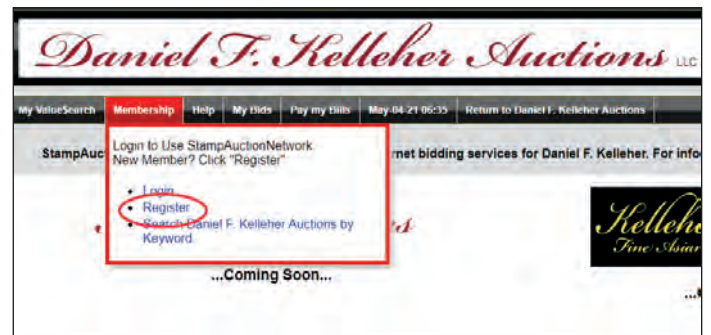 Daniel F. Kelleher Auctions LLC
My ValueSearch Membership Help My Bids Pay my Bills May-04-21 06:35 Return to Daniel F. Kelleher Auctions
Login to Use StampAuctionNetwork
New Member? Click "Register"
StampAuc rnet bidding services for Daniel F. Kelleher. For info
Login
Register
Search Daniel F. Kelleher Auctions by
Keyword
Kellehe
Fine Asian
...Coming Soon...